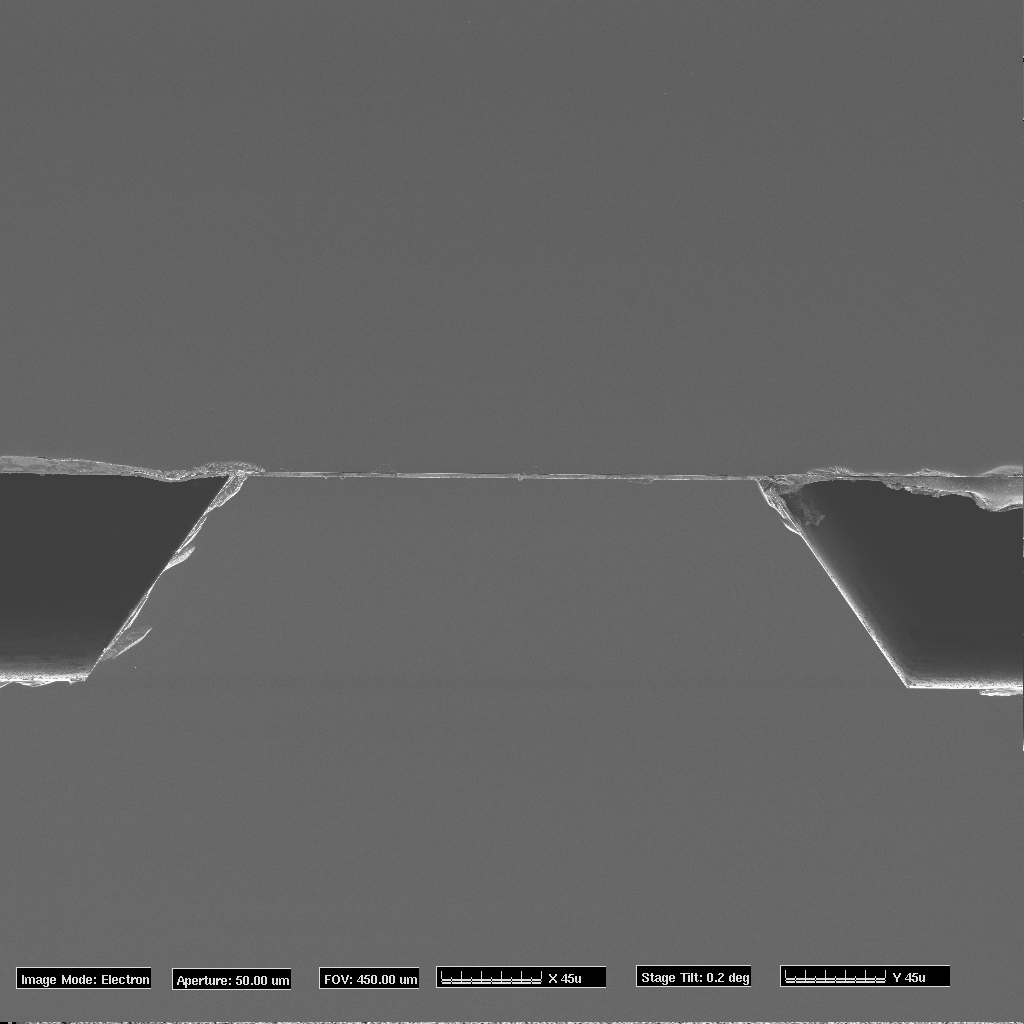 Image Mode: Electron
Aperture: 50.00 um
FOV: 450.00 um
X 45u
Stage Tilt: 0.2 deg
Y 45u